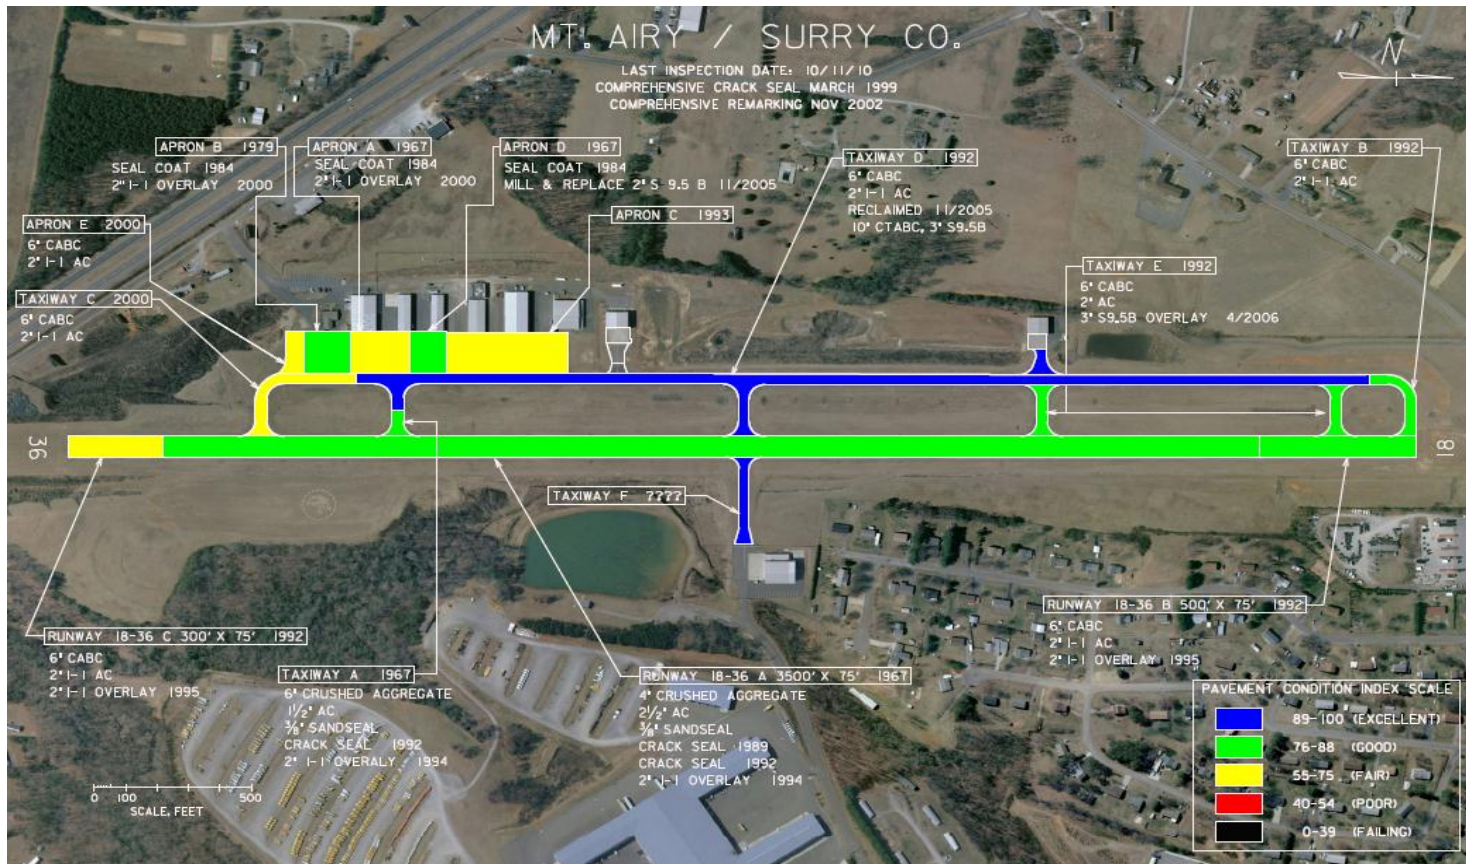 MT. AIRY / SURRY CO.
LAST INSPECTION DATE: 10/11/10
COMPREHENSIVE CRACK SEAL MARCH 1999
COMPREHENSIVE REMARKING NOV 2002
N
APRON B 1979
SEAL COAT 1984
2" I-1 OVERLAY 2000
APRON A 1967
SEAL COAT 1984
2" I-1 OVERLAY 2000
APRON D 1967
SEAL COAT 1984
MILL & REPLACE 2" S 9.5 B 11/2005
APRON C 1993
TAXIWAY D 1992
6" CABC
2" I-1 AC
RECLAIMED 11/2005
10" CTABC, 3" S9.5B
TAXIWAY B 1992
6" CABC
2" I-1 AC
APRON E 2000
6" CABC
2" I-1 AC
TAXIWAY C 2000
6" CABC
2" I-1 AC
TAXIWAY E 1992
6" CABC
2" AC
3" S9.5B OVERLAY 4/2006
36
18
TAXIWAY F ????
RUNWAY 18-36 C 300' X 75' 1992
6" CABC
2" I-1 AC
2" I-1 OVERLAY 1995
TAXIWAY A 1967
6" CRUSHED AGGREGATE
1 1/2" AC
3/8" SANDSEAL
CRACK SEAL 1992
2" I-1 OVERALY 1994
RUNWAY 18-36 A 3500' X 75' 1967
4" CRUSHED AGGREGATE
2 1/2" AC
3/8" SANDSEAL
CRACK SEAL 1989
CRACK SEAL 1992
2" I-1 OVERLAY 1994
RUNWAY 18-36 B 500' X 75' 1992
6" CABC
2" I-1 AC
2" I-1 OVERLAY 1995
0 100 500
SCALE, FEET
PAVEMENT CONDITION INDEX SCALE
89-100 (EXCELLENT)
76-88 (GOOD)
55-75 (FAIR)
40-54 (POOR)
0-39 (FAILING)